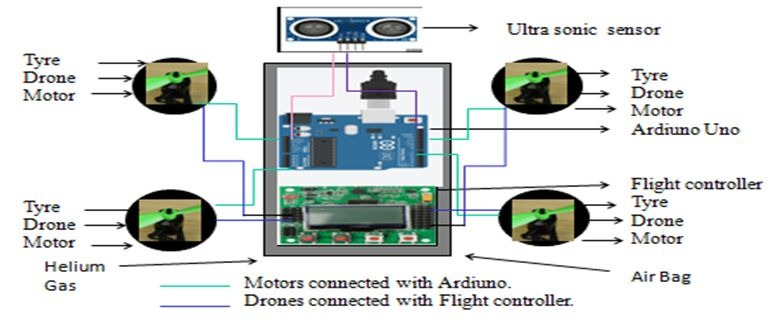 Ultra sonic sensor
Tyre
Drone
Motor
Tyre
Drone
Motor
Ardiuno Uno
Flight controller
Tyre
Drone
Motor
Tyre
Drone
Motor
Helium
Gas
Air Bag
Motors connected with Ardiuno.
Drones connected with Flight controller.